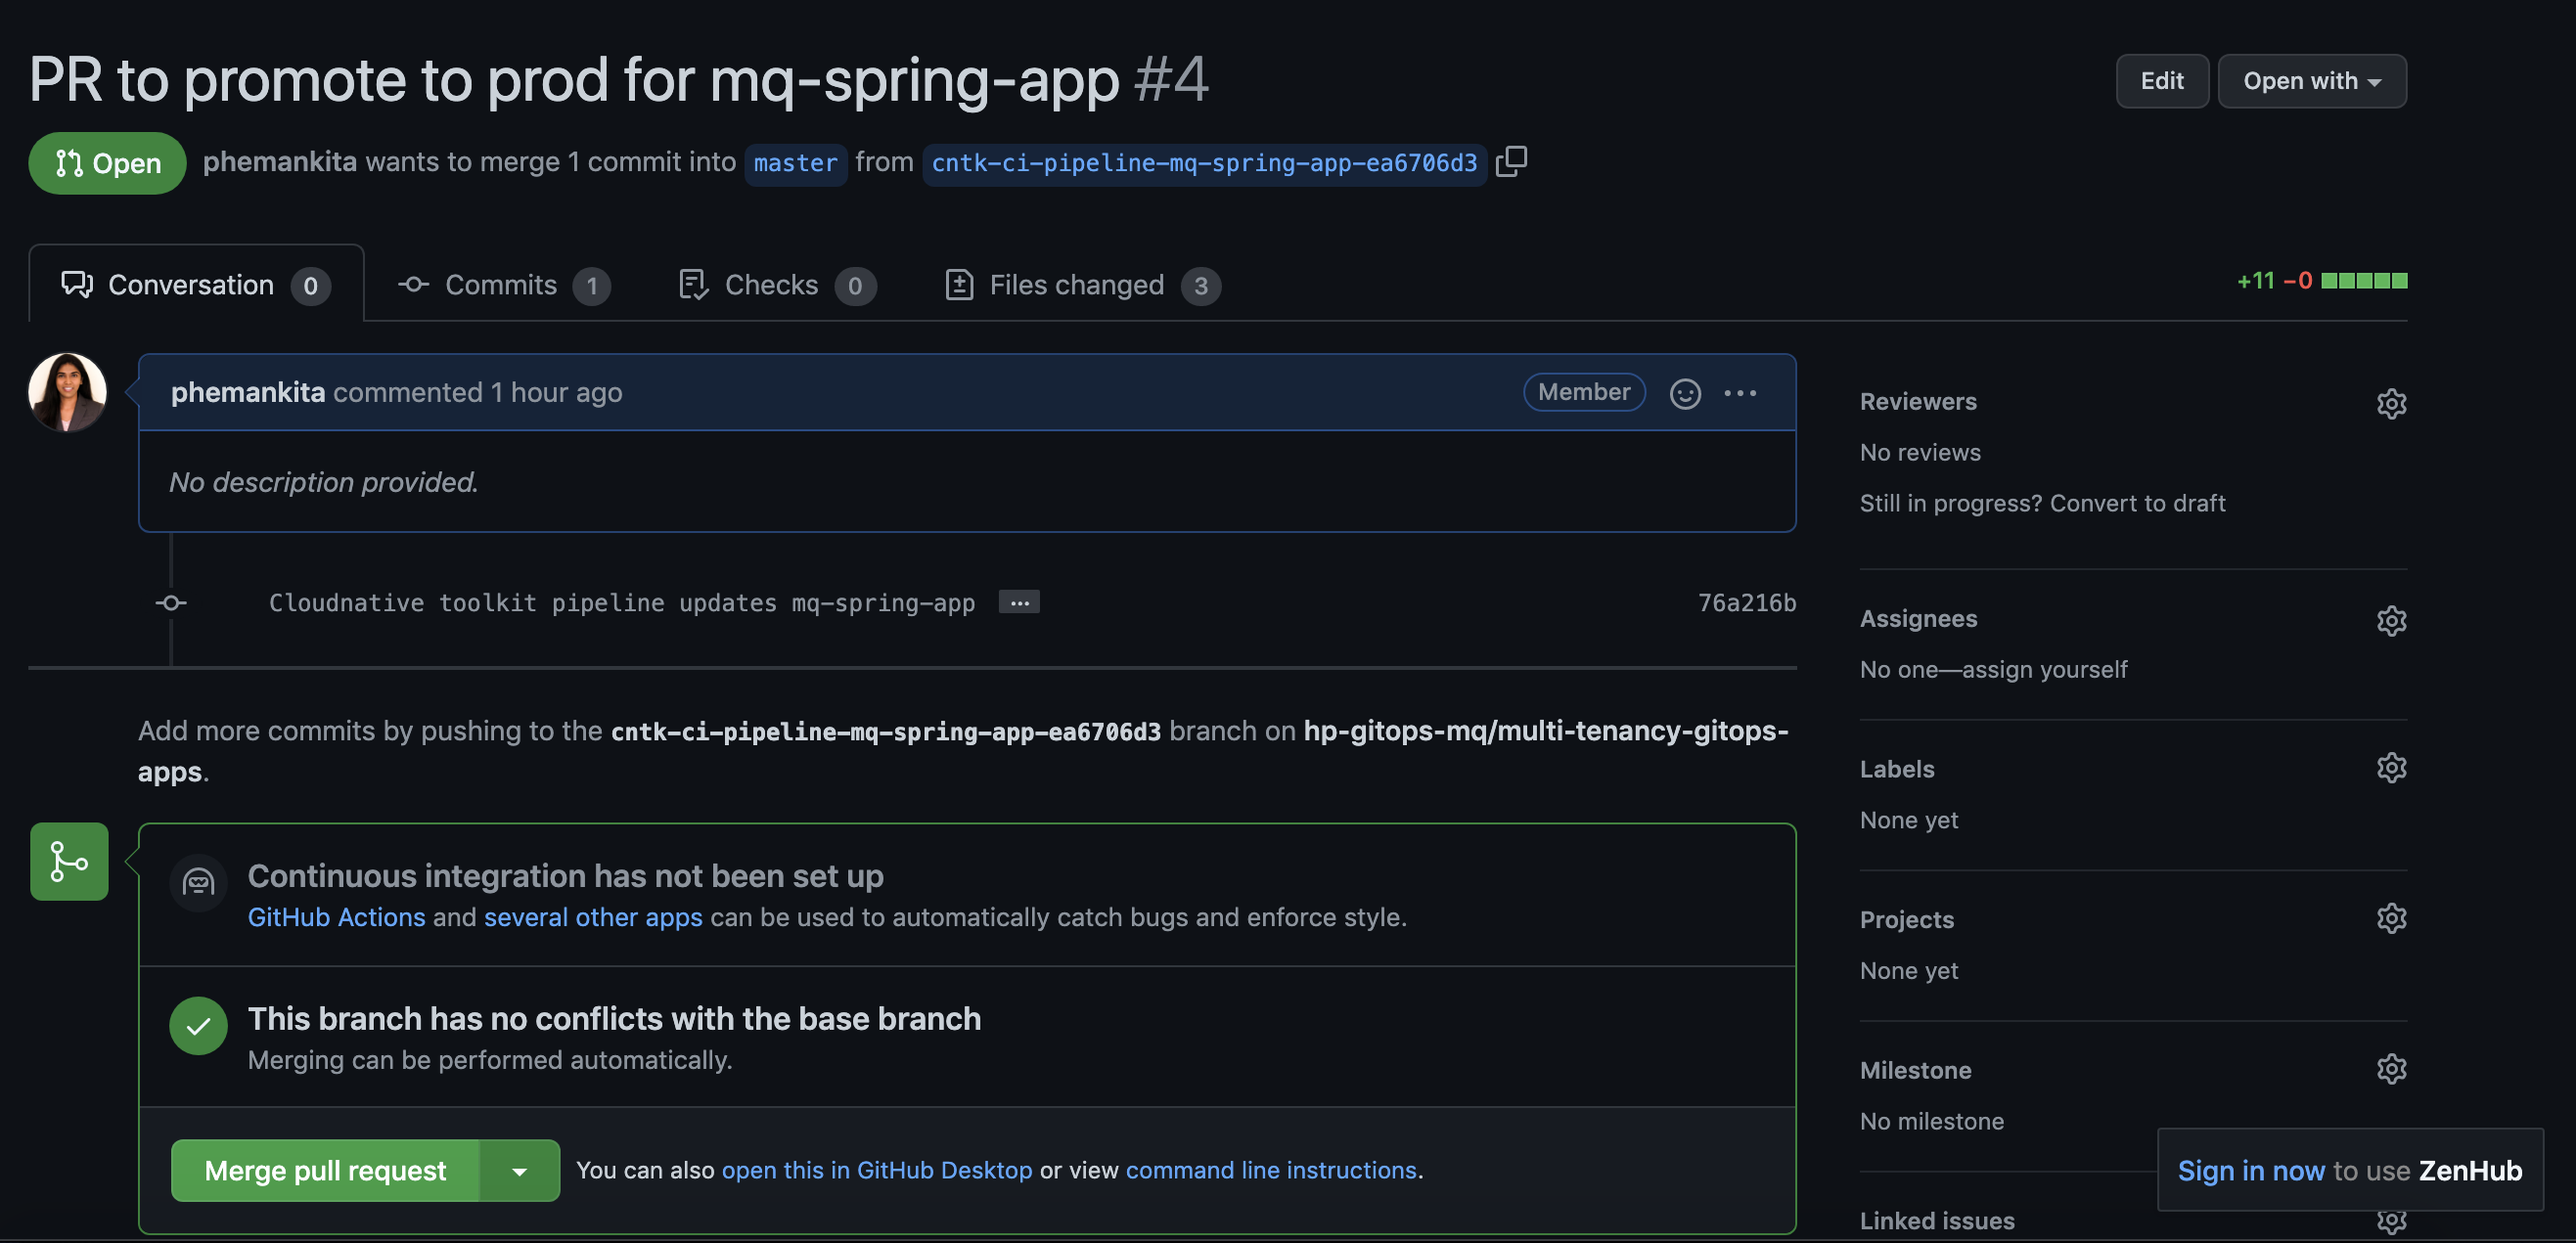 PR to promote to prod for mq-spring-app #4
Edit
Open with
Open
phemankita wants to merge 1 commit into master from cntk-ci-pipeline-mq-spring-app-ea6706d3
Conversation 0
Commits 1
Checks 0
Files changed 3
+11 −0
phemankita commented 1 hour ago
Member
No description provided.
Cloudnative toolkit pipeline updates mq-spring-app ...
76a216b
Add more commits by pushing to the cntk-ci-pipeline-mq-spring-app-ea6706d3 branch on hp-gitops-mq/multi-tenancy-gitops-
apps.
Continuous integration has not been set up
GitHub Actions and several other apps can be used to automatically catch bugs and enforce style.
This branch has no conflicts with the base branch
Merging can be performed automatically.
Merge pull request
You can also open this in GitHub Desktop or view command line instructions.
Reviewers
No reviews
Still in progress? Convert to draft
Assignees
No one—assign yourself
Labels
None yet
Projects
None yet
Milestone
No milestone
Sign in now to use ZenHub
Linked issues